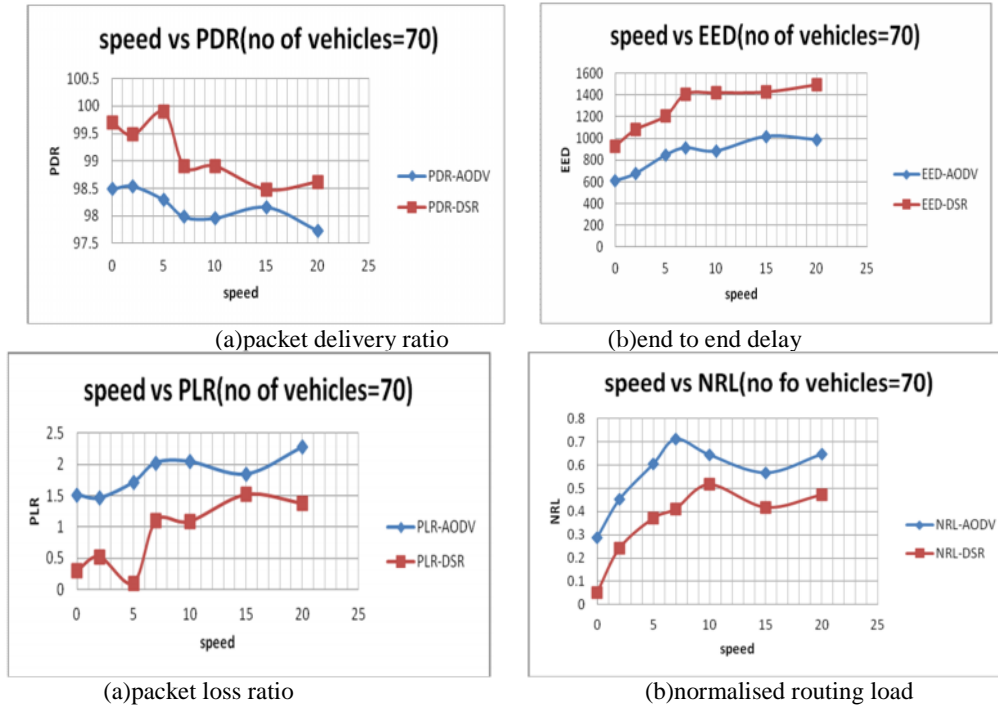 speed vs PDR(no of vehicles=70)
100.5
100
99.5
99
98.5
98
97.5
PDR
0 5 10 15 20 25
speed
PDR-AODV
PDR-DSR
(a)packet delivery ratio
speed vs EED(no of vehicles=70)
1600
1400
1200
1000
800
600
400
200
0
EED
0 5 10 15 20 25
speed
EED-AODV
EED-DSR
(b)end to end delay
speed vs PLR(no of vehicles=70)
2.5
2
1.5
1
0.5
0
PLR
0 5 10 15 20 25
speed
PLR-AODV
PLR-DSR
(a)packet loss ratio
speed vs NRL(no fo vehicles=70)
0.8
0.7
0.6
0.5
0.4
0.3
0.2
0.1
0
NRL
0 5 10 15 20 25
speed
NRL-AODV
NRL-DSR
(b)normalised routing load